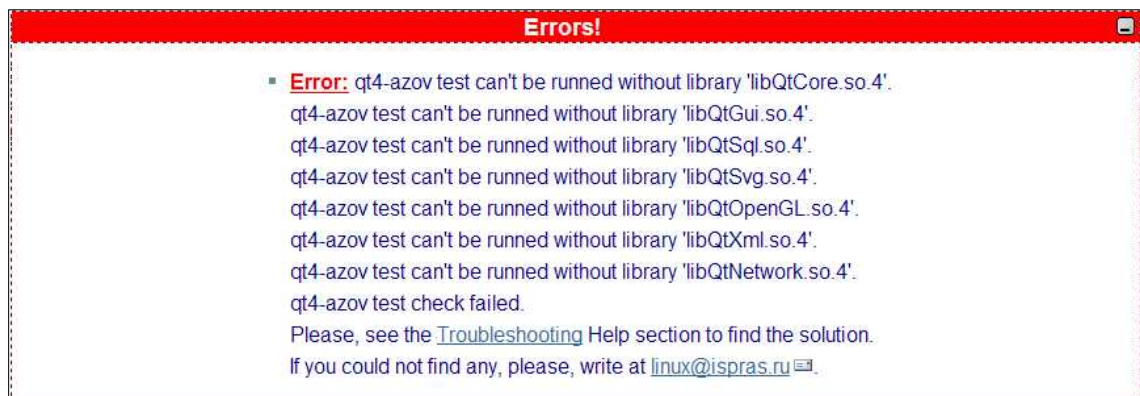 Errors!
Error: qt4-azov test can't be runned without library 'libQtCore.so.4'.
qt4-azov test can't be runned without library 'libQtGui.so.4'.
qt4-azov test can't be runned without library 'libQtSql.so.4'.
qt4-azov test can't be runned without library 'libQtSvg.so.4'.
qt4-azov test can't be runned without library 'libQtOpenGL.so.4'.
qt4-azov test can't be runned without library 'libQtXml.so.4'.
qt4-azov test can't be runned without library 'libQtNetwork.so.4'.
qt4-azov test check failed.
Please, see the Troubleshooting Help section to find the solution.
If you could not find any, please, write at linux@ispras.ru.